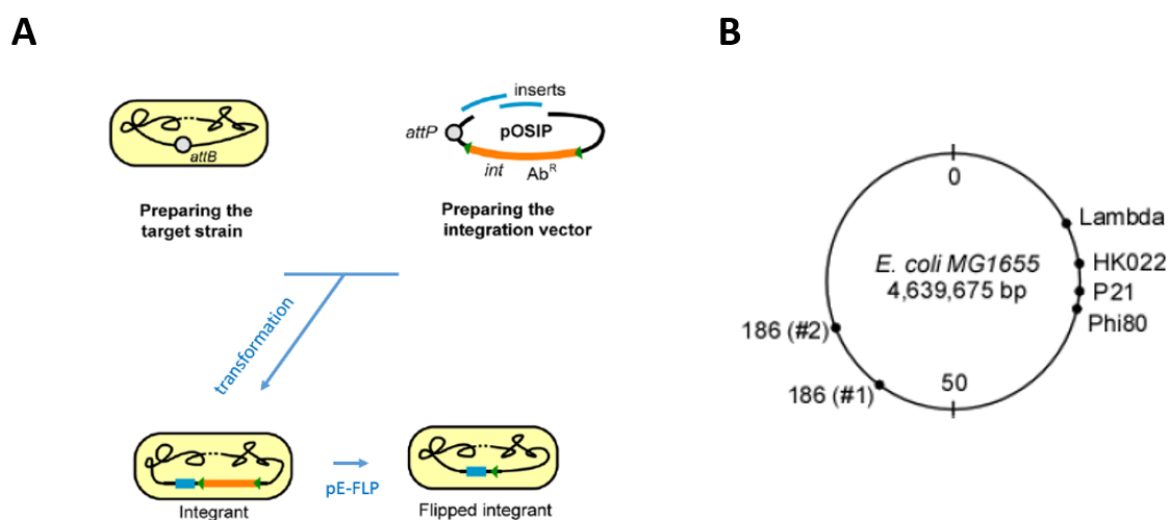 A
B
inserts
attP
pOSIP
attB
int
Ab^R
Preparing the
target strain
Preparing the
integration vector
transformation
pE-FLP
Integrant
Flipped integrant
0
Lambda
E. coli MG1655
HK022
4,639,675 bp
P21
Phi80
186 (#2)
50
186 (#1)